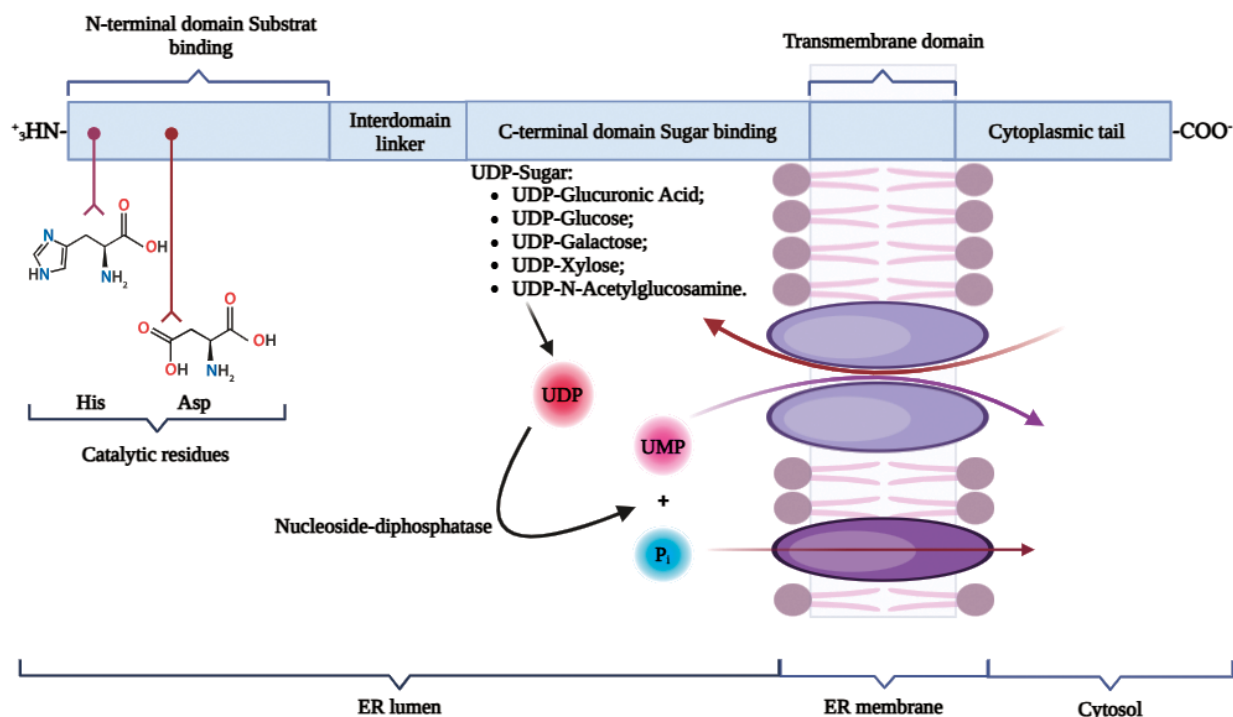 N-terminal domain Substrat
binding
Transmembrane domain
⁺₃HN-
Interdomain
linker
C-terminal domain Sugar binding
Cytoplasmic tail
-COO⁻
UDP-Sugar:
• UDP-Glucuronic Acid;
• UDP-Glucose;
• UDP-Galactose;
• UDP-Xylose;
• UDP-N-Acetylglucosamine.
O
N
OH
HN
NH₂
O
O
OH
OH
NH₂
His
Asp
Catalytic residues
UDP
UMP
+
Nucleoside-diphosphatase
Pᵢ
ER lumen
ER membrane
Cytosol